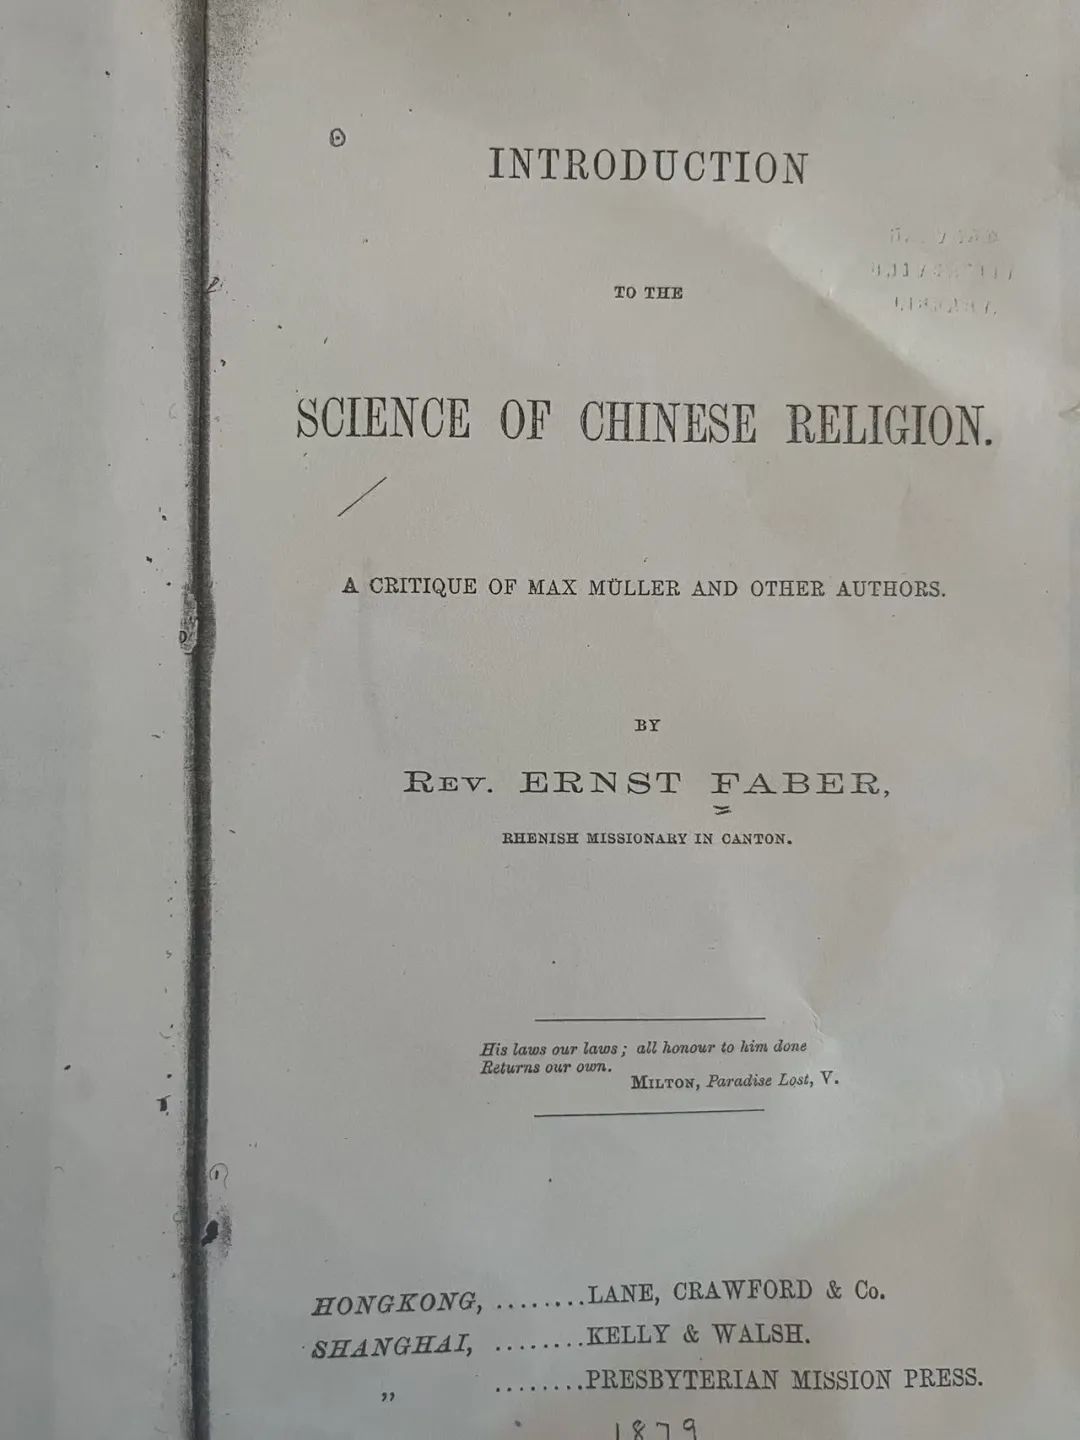 INTRODUCTION
TO THE
SCIENCE OF CHINESE RELIGION.
A CRITIQUE OF MAX MÜLLER AND OTHER AUTHORS.
BY
REV. ERNST FABER,
RHENISH MISSIONARY IN CANTON.
His laws our laws; all honour to him done
Returns our own.
MILTON, Paradise Lost, V.
HONGKONG, ........LANE, CRAWFORD & Co.
SHANGHAI, ........KELLY & WALSH.
„ ........PRESBYTERIAN MISSION PRESS.
1879